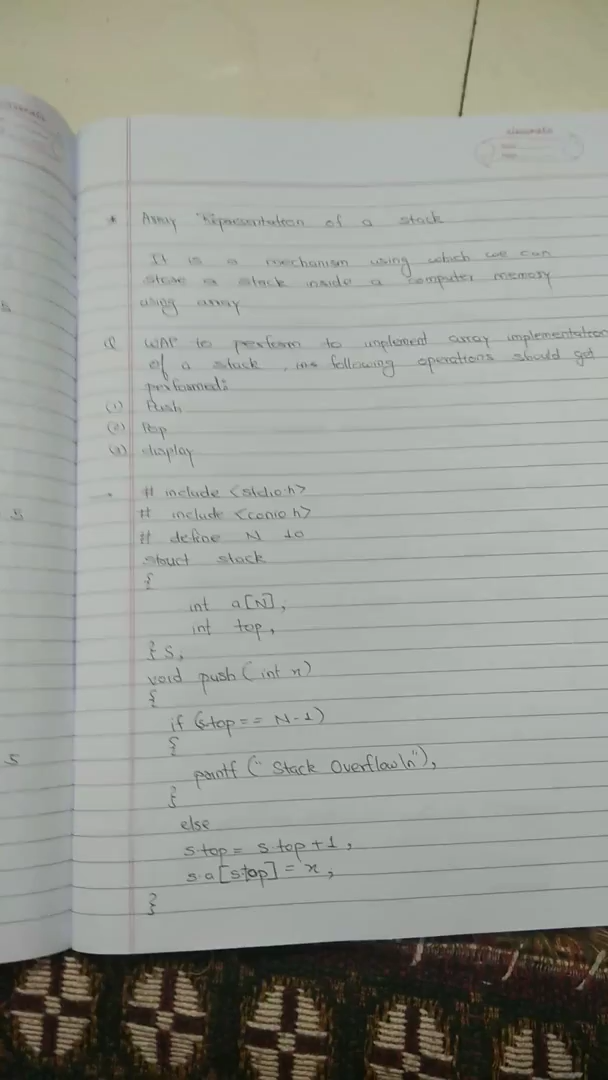 classmate
* Array Representation of a stack
It is a mechanism using which we can
store a stack inside a computer memory
using array
Q WAP to perform to implement array implementation
of a stack, the following operations should get
performed:
(1) Push
(2) Pop
(3) display
# include <stdio.h>
# include <conio.h>
# define N 10
struct stack
{
int a[N];
int top;
} s;
void push (int x)
{
if (s.top == N-1)
{
printf (" Stack Overflow\n");
}
else
s.top = s.top + 1;
s.a[s.top] = x;
}
5
5